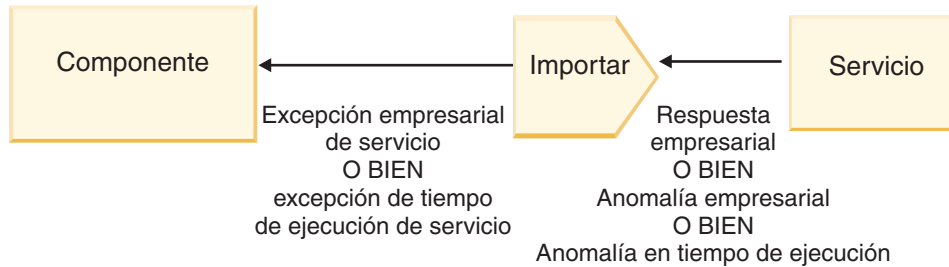 Componente
Importar
Servicio
Excepción empresarial
de servicio
O BIEN
excepción de tiempo
de ejecución de servicio
Respuesta
empresarial
O BIEN
Anomalía empresarial
O BIEN
Anomalía en tiempo de ejecución